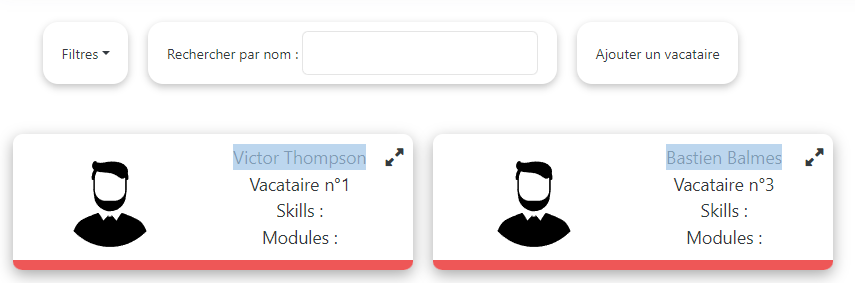 Filtres
Rechercher par nom :
Ajouter un vacataire
Victor Thompson
Vacataire n°1
Skills :
Modules :
Bastien Balmes
Vacataire n°3
Skills :
Modules :